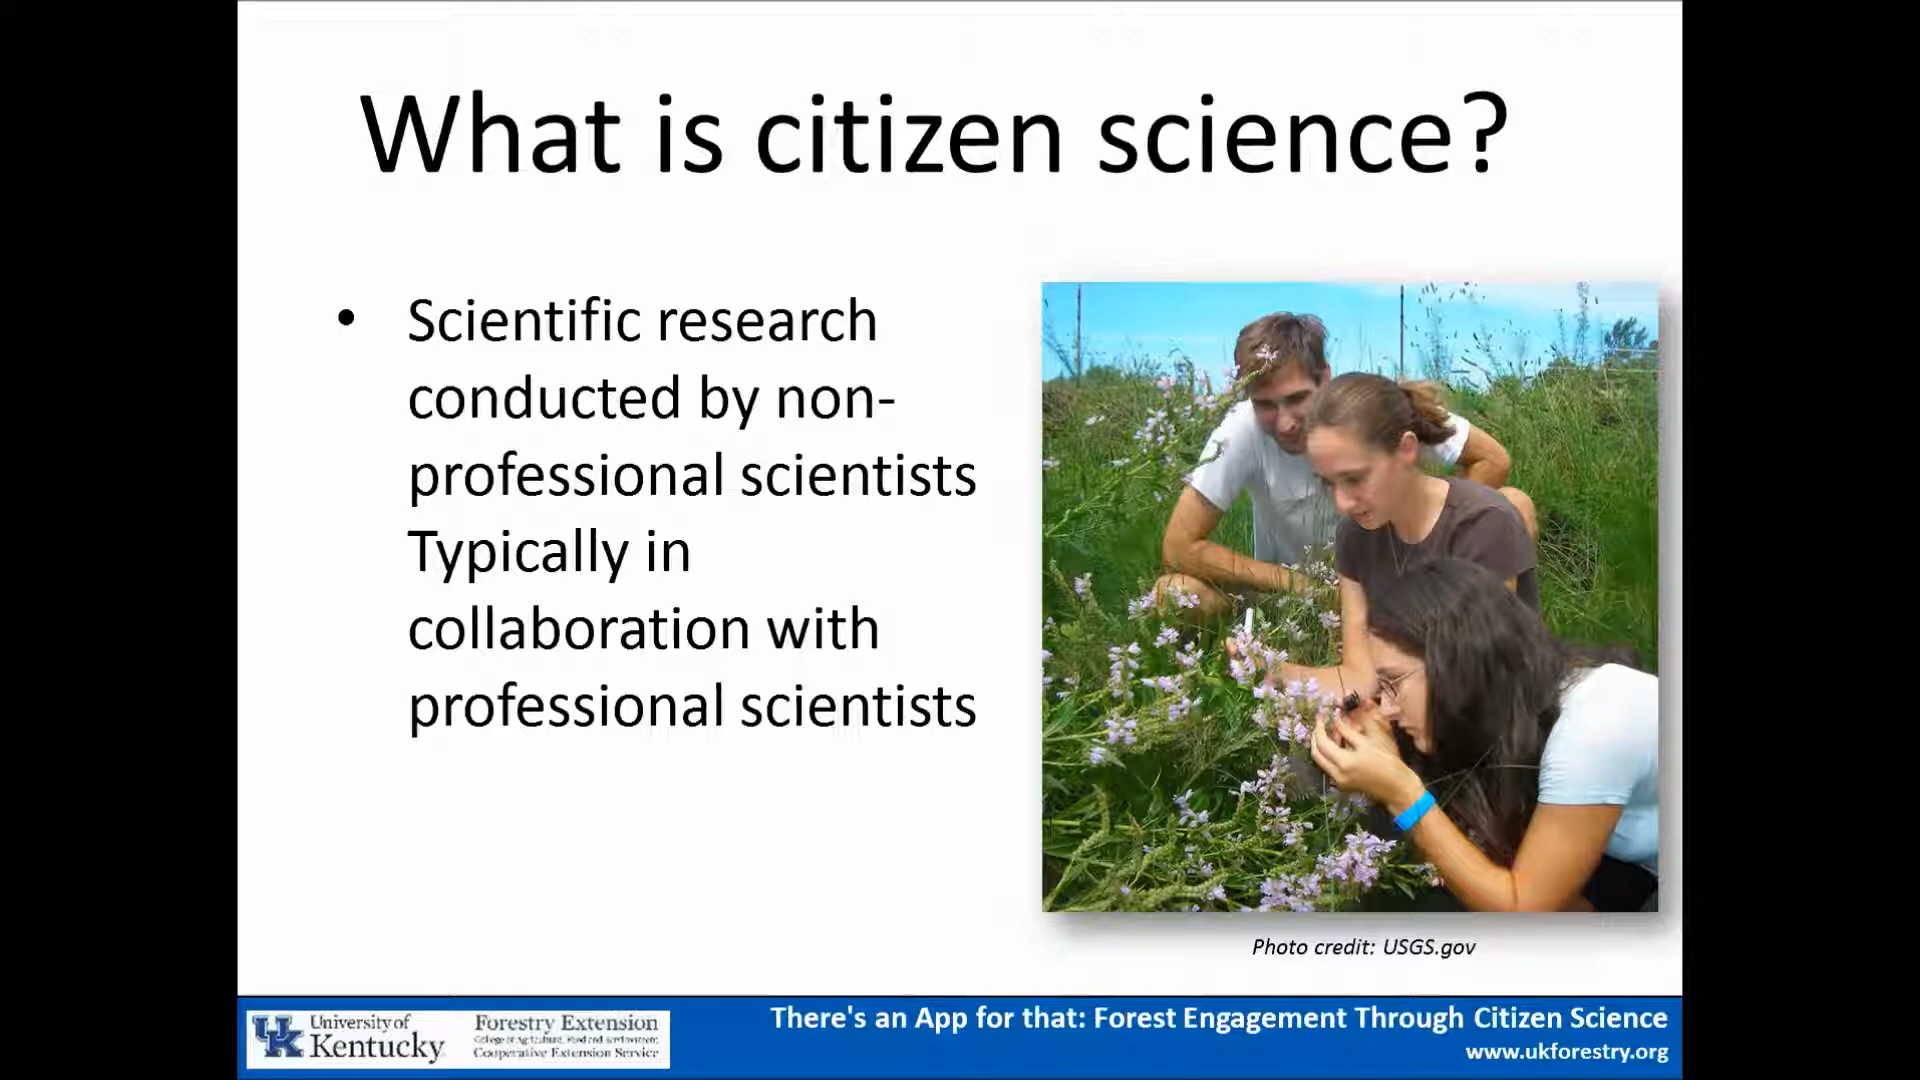 What is citizen science?
• Scientific research
conducted by non-
professional scientists
Typically in
collaboration with
professional scientists
Photo credit: USGS.gov
University of
Kentucky
Forestry Extension
College of Agriculture, Food and Environment
Cooperative Extension Service
There's an App for that: Forest Engagement Through Citizen Science
www.ukforestry.org